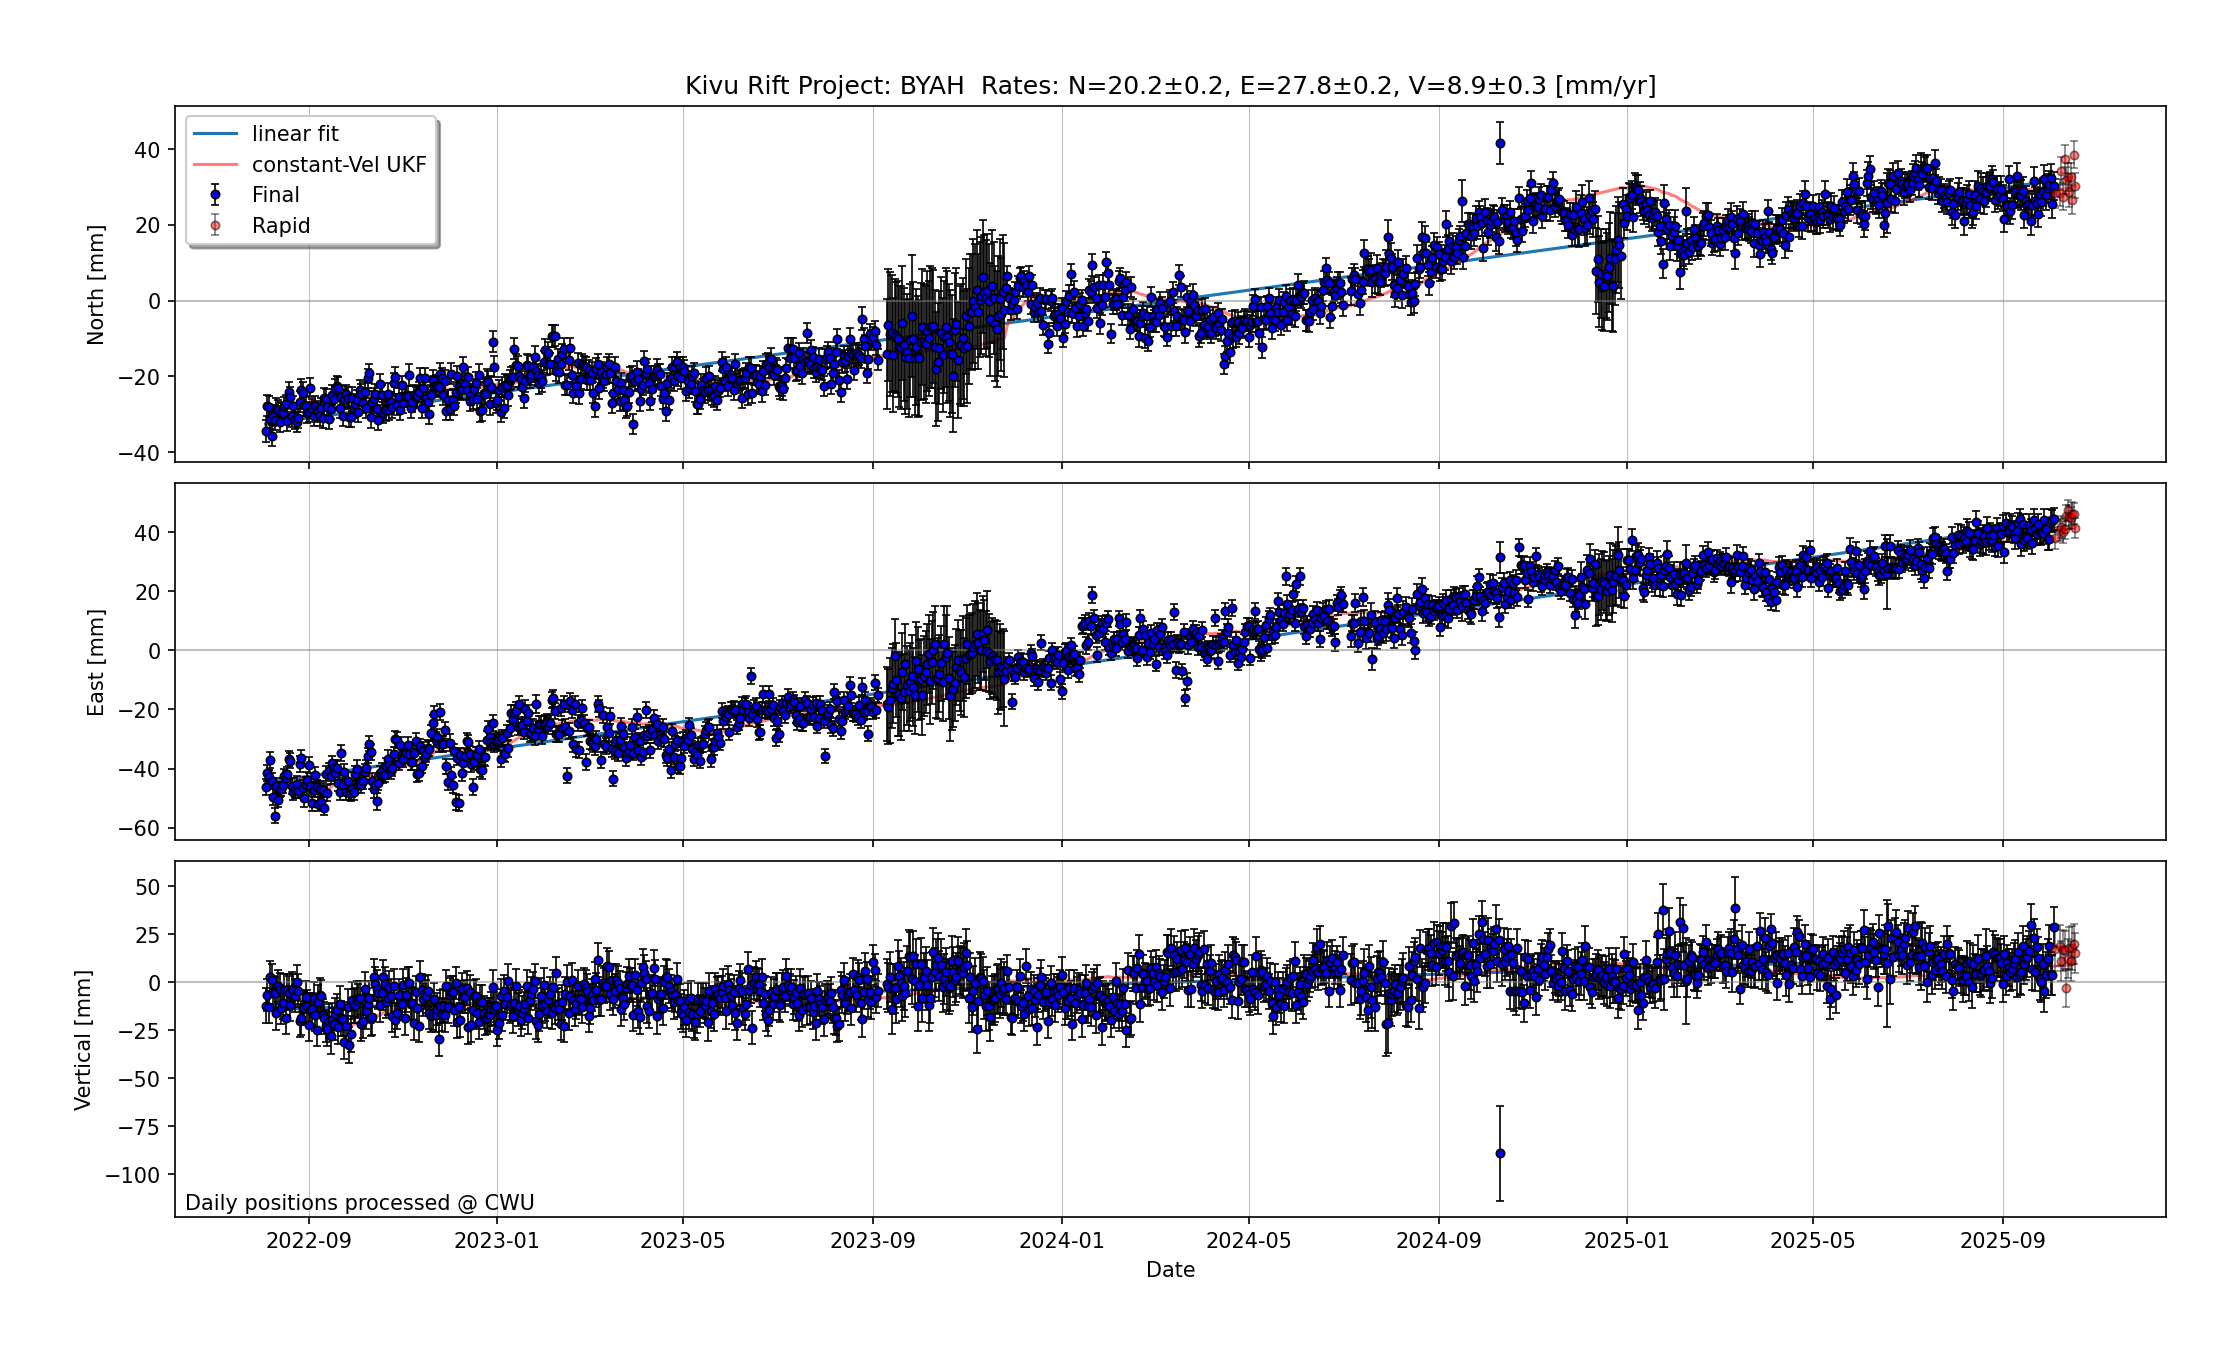 Kivu Rift Project: BYAH  Rates: N=20.2±0.2, E=27.8±0.2, V=8.9±0.3 [mm/yr]
linear fit
constant-Vel UKF
Final
Rapid
North [mm]
40
20
0
−20
−40
East [mm]
40
20
0
−20
−40
−60
Vertical [mm]
50
25
0
−25
−50
−75
−100
Daily positions processed @ CWU
2022-09 2023-01 2023-05 2023-09 2024-01 2024-05 2024-09 2025-01 2025-05 2025-09
Date